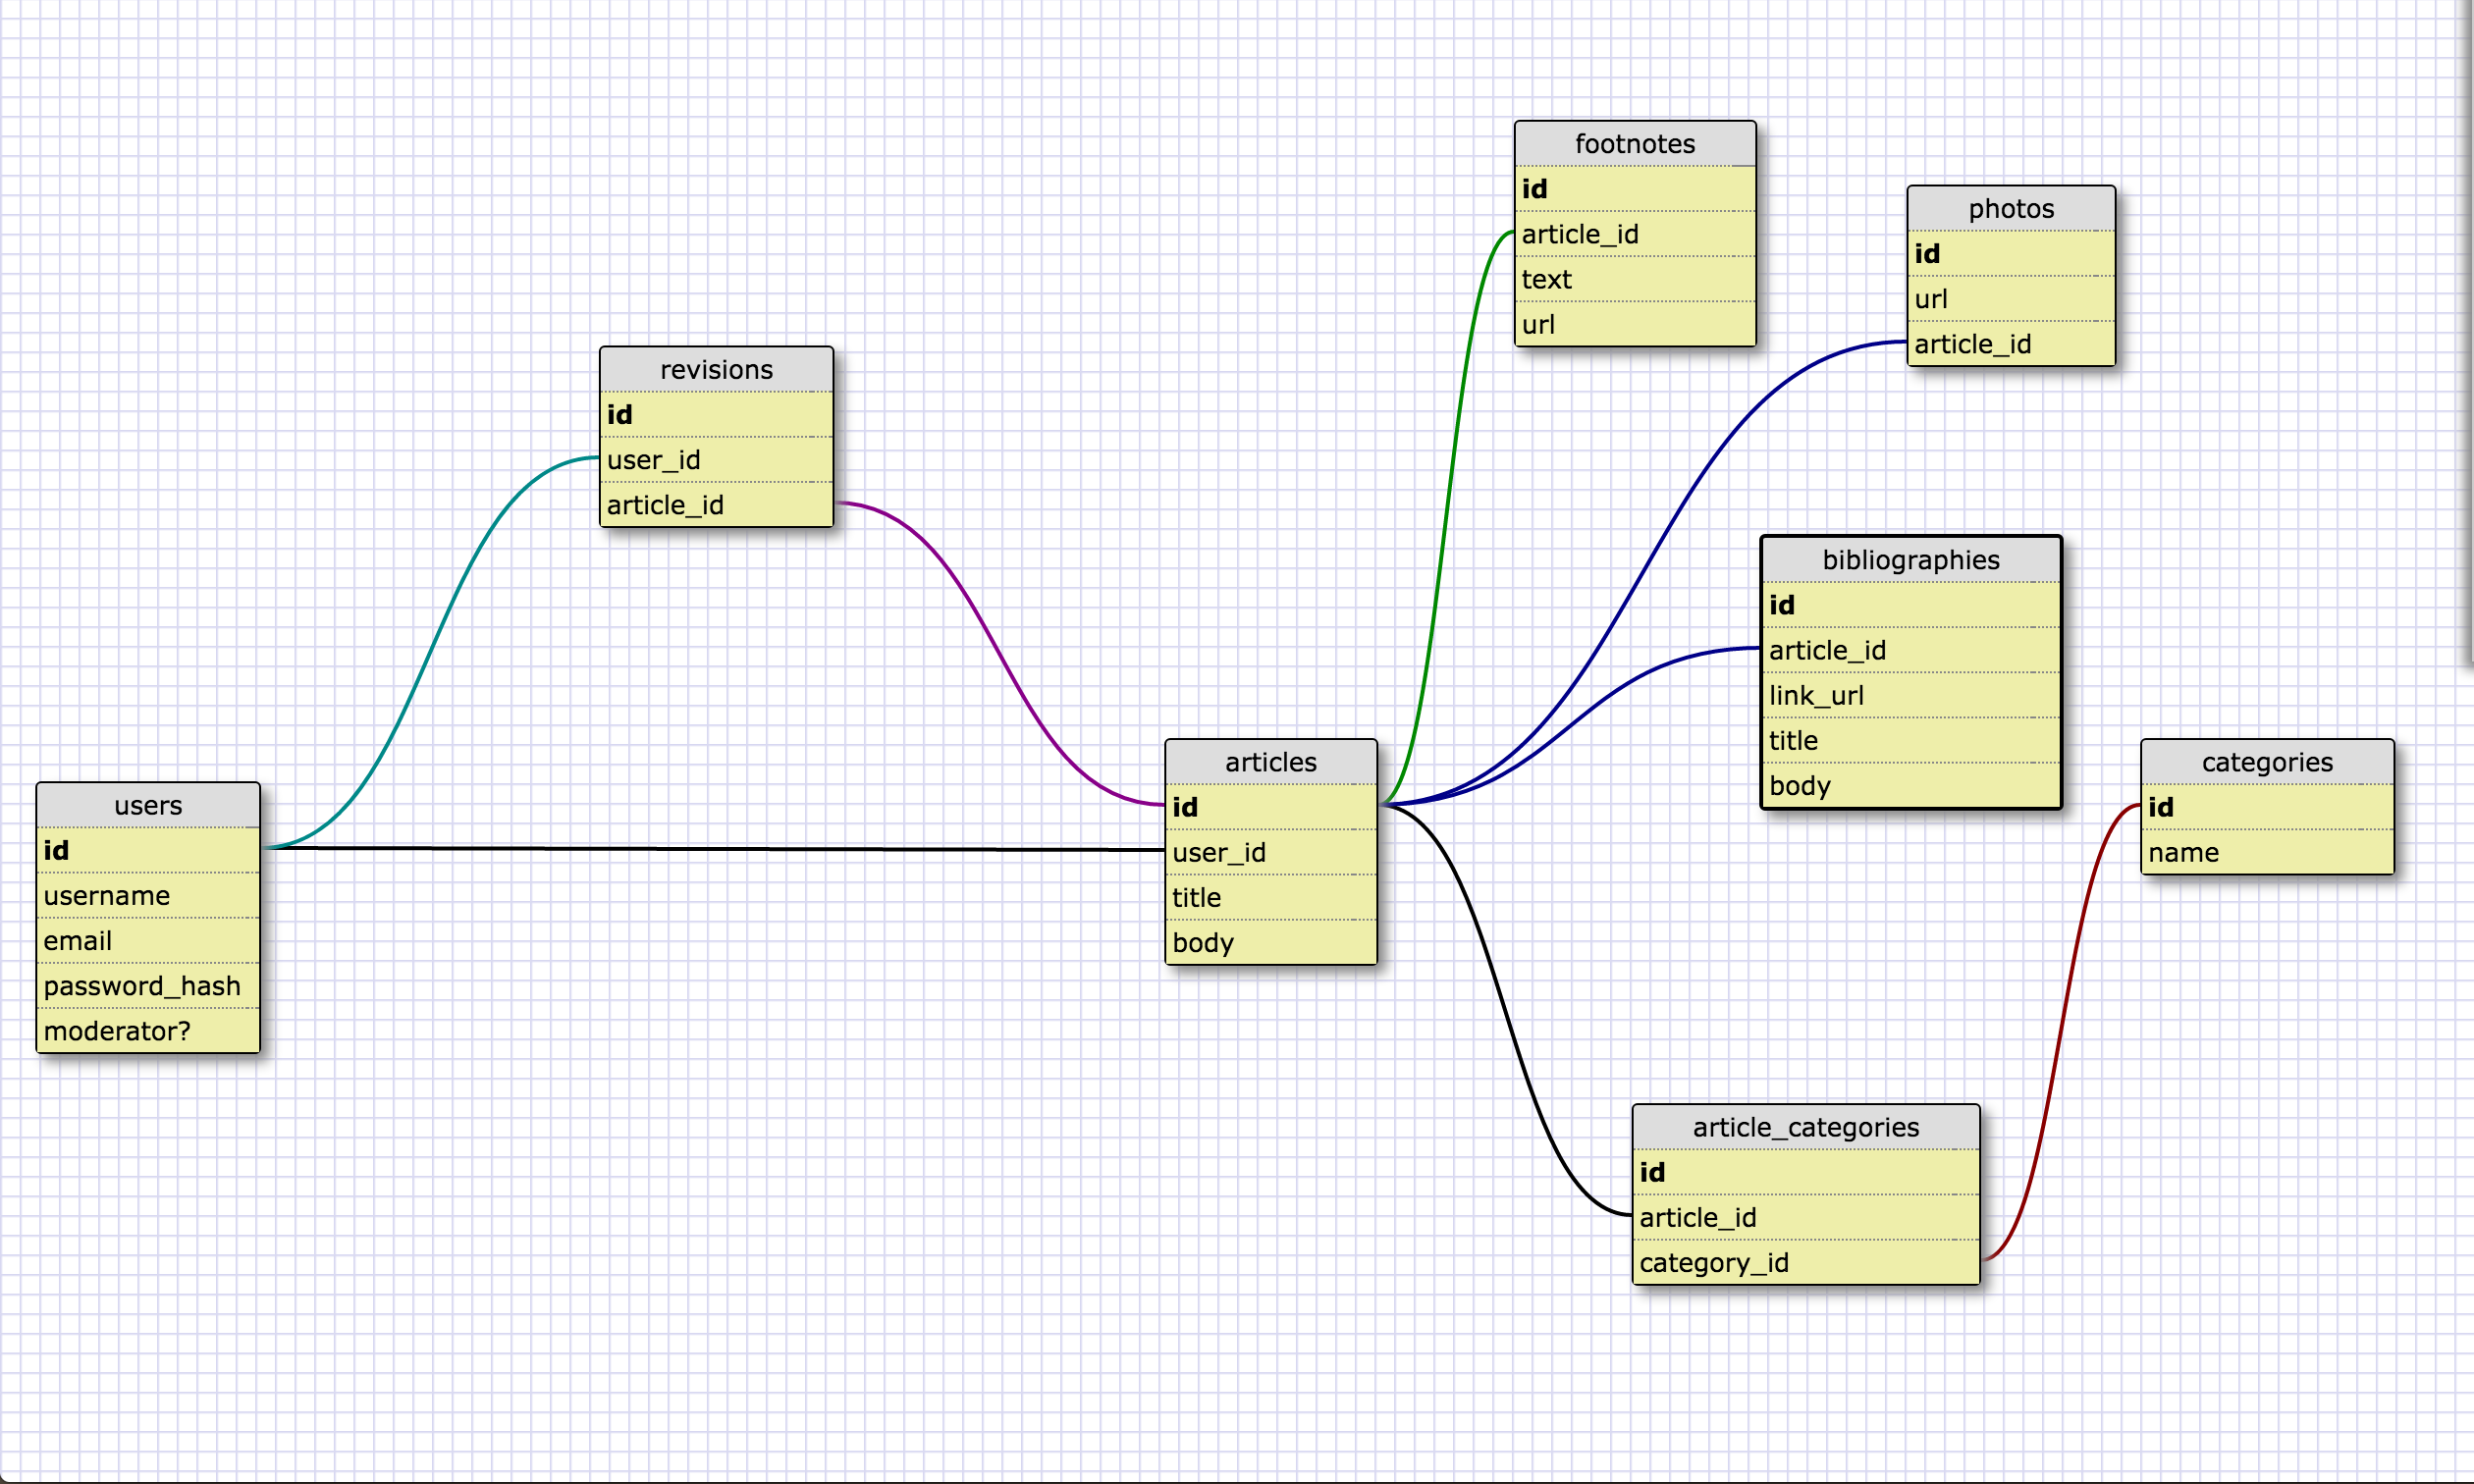 footnotes
id
article_id
text
url
photos
id
url
article_id
revisions
id
user_id
article_id
bibliographies
id
article_id
link_url
title
body
articles
id
user_id
title
body
categories
id
name
users
id
username
email
password_hash
moderator?
article_categories
id
article_id
category_id